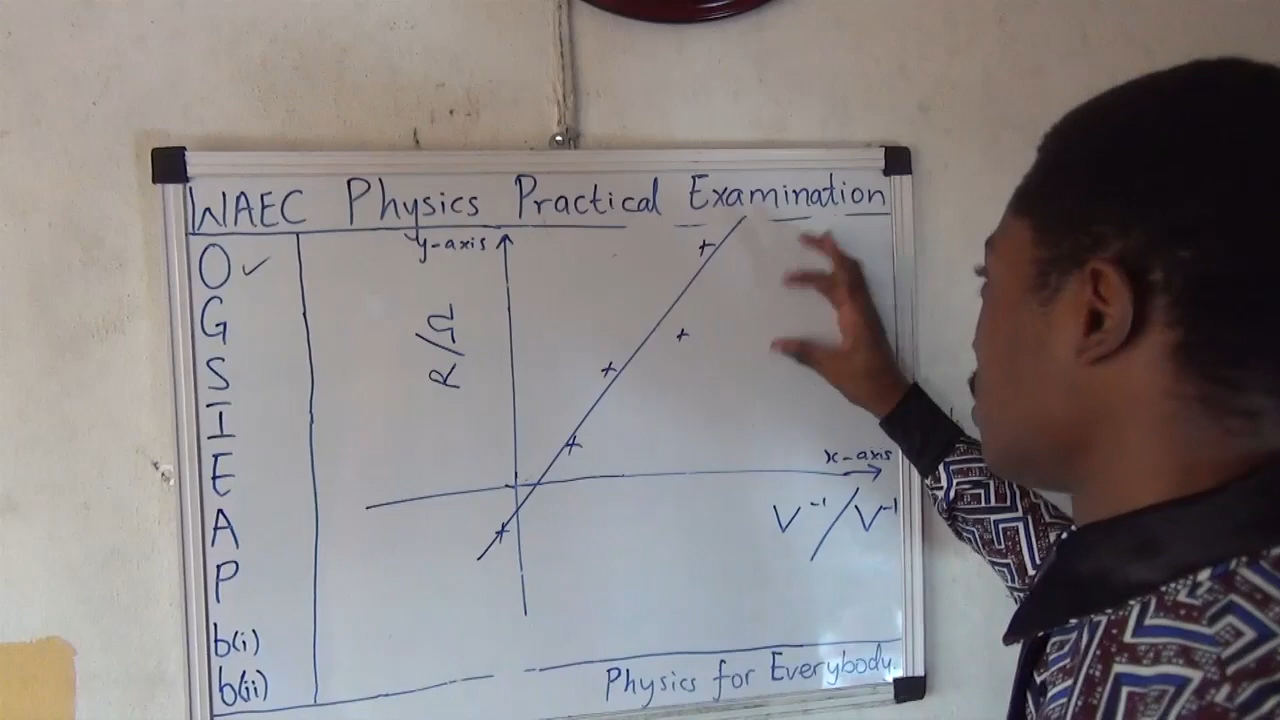 WAEC Physics Practical Examination
O ✓
G
S
I
E
A
P
b(i)
b(ii)
y-axis
R/Ω
x-axis
V⁻¹/V⁻¹
Physics for Everybody.